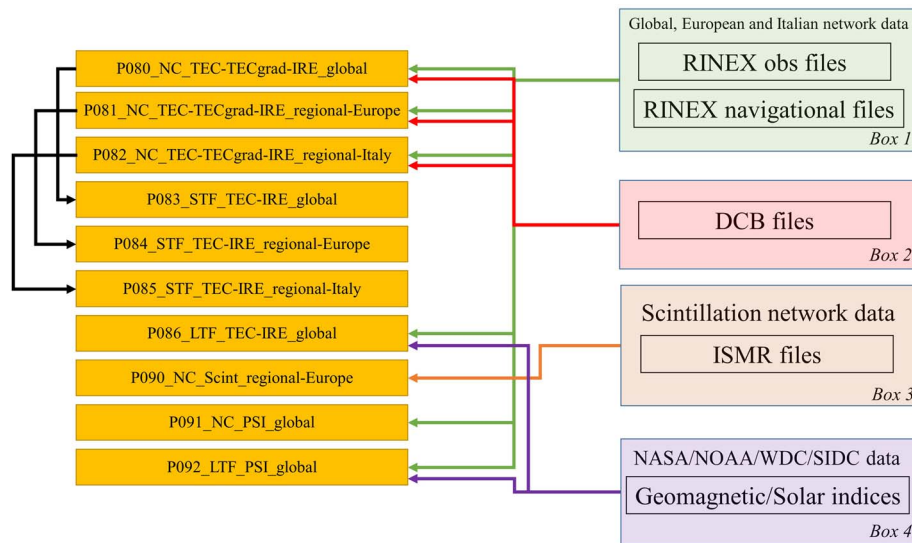 P080_NC_TEC-TECgrad-IRE_global
P081_NC_TEC-TECgrad-IRE_regional-Europe
P082_NC_TEC-TECgrad-IRE_regional-Italy
P083_STF_TEC-IRE_global
P084_STF_TEC-IRE_regional-Europe
P085_STF_TEC-IRE_regional-Italy
P086_LTF_TEC-IRE_global
P090_NC_Scint_regional-Europe
P091_NC_PSI_global
P092_LTF_PSI_global
Global, European and Italian network data
RINEX obs files
RINEX navigational files
Box 1
DCB files
Box 2
Scintillation network data
ISMR files
Box 3
NASA/NOAA/WDC/SIDC data
Geomagnetic/Solar indices
Box 4